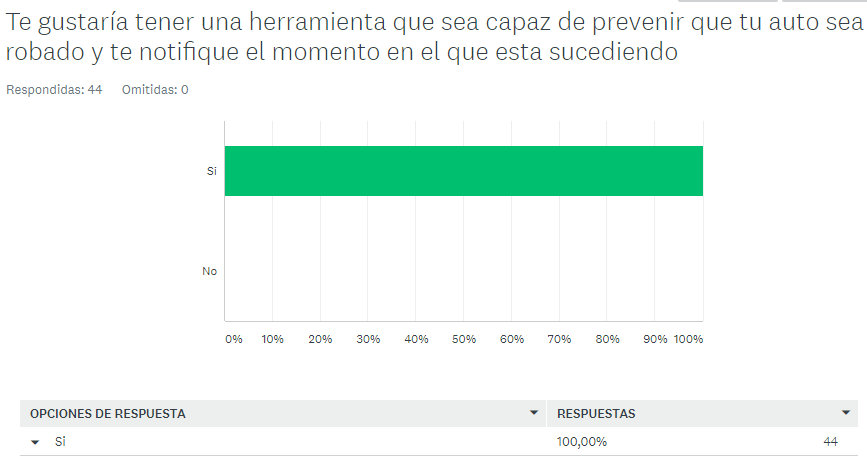 Te gustaría tener una herramienta que sea capaz de prevenir que tu auto sea
robado y te notifique el momento en el que esta sucediendo
Respondidas: 44 Omitidas: 0
Si
No
0% 10% 20% 30% 40% 50% 60% 70% 80% 90% 100%
OPCIONES DE RESPUESTA RESPUESTAS
Si 100,00% 44